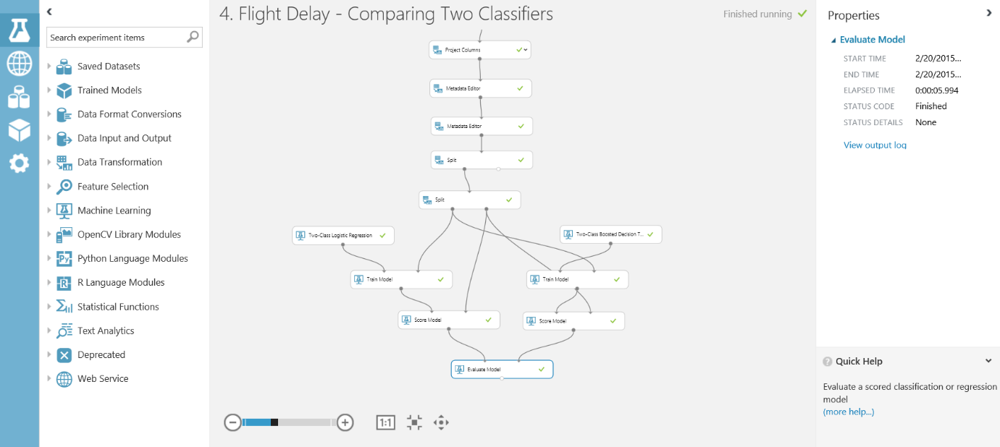 4. Flight Delay - Comparing Two Classifiers
Finished running
Search experiment items
Saved Datasets
Trained Models
Data Format Conversions
Data Input and Output
Data Transformation
Feature Selection
Machine Learning
OpenCV Library Modules
Py
Python Language Modules
R
R Language Modules
Statistical Functions
Text Analytics
Deprecated
Web Service
Project Columns
Metadata Editor
Metadata Editor
Split
Split
Two-Class Logistic Regression
Two-Class Boosted Decision T...
Train Model
Train Model
Score Model
Score Model
Evaluate Model
1:1
Properties
Evaluate Model
START TIME 2/20/2015...
END TIME 2/20/2015...
ELAPSED TIME 0:00:05.994
STATUS CODE Finished
STATUS DETAILS None
View output log
? Quick Help
Evaluate a scored classification or regression
model
(more help...)